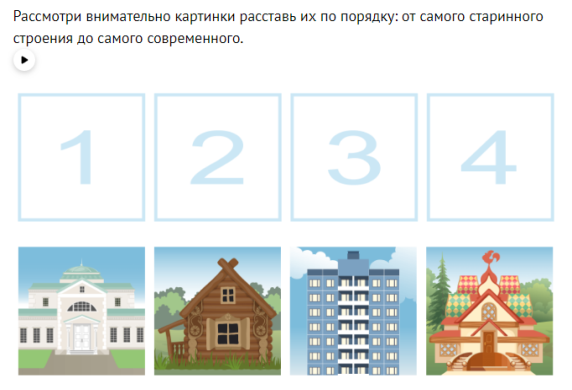 Рассмотри внимательно картинки расставь их по порядку: от самого старинного
строения до самого современного.
1 2 3 4